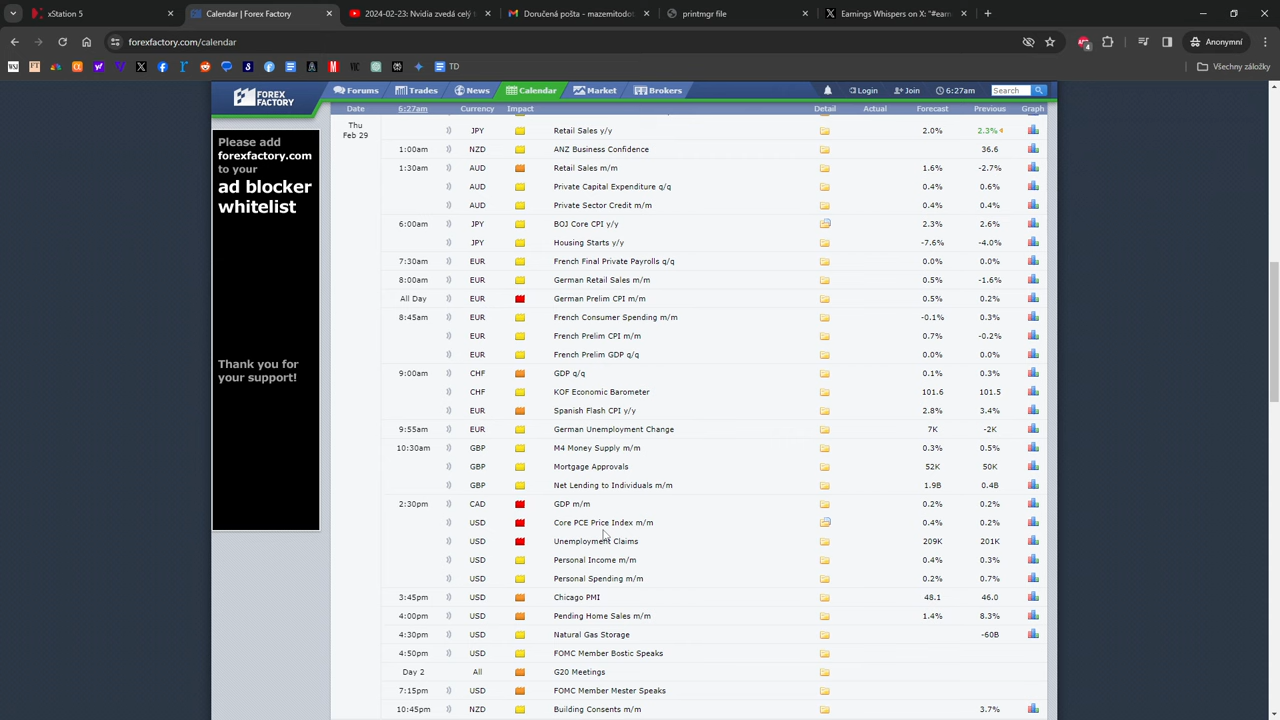 xStation 5
Calendar | Forex Factory
2024-02-23: Nvidia zvedá celý
Doručená pošta - mazemitodot
printmore file
Earnings Whispers on X: "#ear
forexfactory.com/calendar
4
Anonymní
WSJ FT TD
Všechny záložky
FOREX FACTORY
Forums Trades News Calendar Market Brokers
Login Join 6:27am Search
Date 6:27am Currency Impact Detail Actual Forecast Previous Graph
Please add
forexfactory.com
to your
ad blocker
whitelist
Thank you for
your support!
Thu
Feb 29
JPY Retail Sales y/y 2.0% 2.3%
1:00am NZD ANZ Business Confidence 36.6
1:30am AUD Retail Sales m/m 1.6% -2.7%
AUD Private Capital Expenditure q/q 0.4% 0.6%
AUD Private Sector Credit m/m 0.4% 0.4%
6:00am JPY BOJ Core CPI y/y 2.3% 2.6%
JPY Housing Starts y/y -7.6% -4.0%
7:30am EUR French Final Private Payrolls q/q 0.0% 0.0%
8:00am EUR German Retail Sales m/m 0.5% -1.6%
All Day EUR German Prelim CPI m/m 0.5% 0.2%
8:45am EUR French Consumer Spending m/m -0.1% 0.3%
EUR French Prelim CPI m/m 0.7% -0.2%
EUR French Prelim GDP q/q 0.0% 0.0%
9:00am CHF GDP q/q 0.1% 0.3%
CHF KOF Economic Barometer 101.6 101.5
EUR Spanish Flash CPI y/y 2.8% 3.4%
9:55am EUR German Unemployment Change 7K -2K
10:30am GBP M4 Money Supply m/m 0.3% 0.5%
GBP Mortgage Approvals 52K 50K
GBP Net Lending to Individuals m/m 1.9B 0.4B
2:30pm CAD GDP m/m 0.2% 0.2%
USD Core PCE Price Index m/m 0.4% 0.2%
USD Unemployment Claims 209K 201K
USD Personal Income m/m 0.4% 0.3%
USD Personal Spending m/m 0.2% 0.7%
3:45pm USD Chicago PMI 48.1 46.0
4:00pm USD Pending Home Sales m/m 1.4% 8.3%
4:30pm USD Natural Gas Storage -60B
4:50pm USD FOMC Member Bostic Speaks
Day 2 All G20 Meetings
7:15pm USD FOMC Member Mester Speaks
10:45pm NZD Building Consents m/m 3.7%